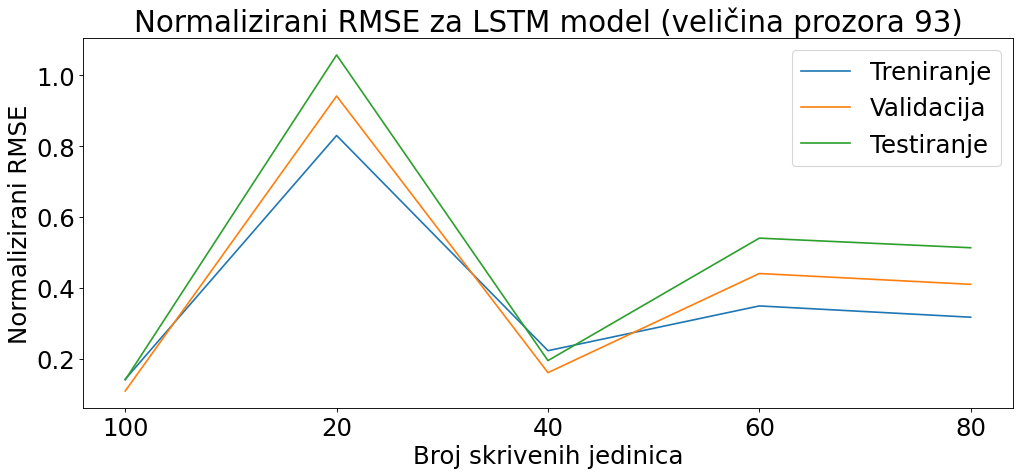 Normalizirani RMSE za LSTM model (veličina prozora 93)
Normalizirani RMSE
1.0
0.8
0.6
0.4
0.2
Treniranje
Validacija
Testiranje
100 20 40 60 80
Broj skrivenih jedinica